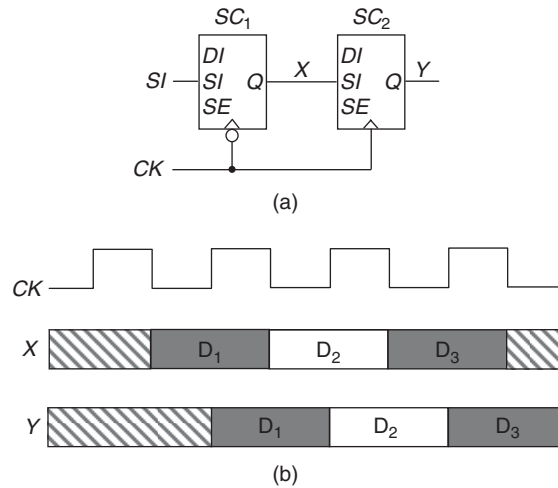 SC1 SC2
DI DI
SI SI Q X SI Q Y
SE SE
CK
(a)
CK
X D1 D2 D3
Y D1 D2 D3
(b)